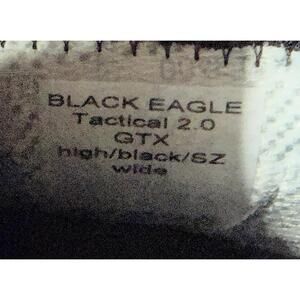 BLACK EAGLE
Tactical 2.0
GTX
high/black/SZ
wide